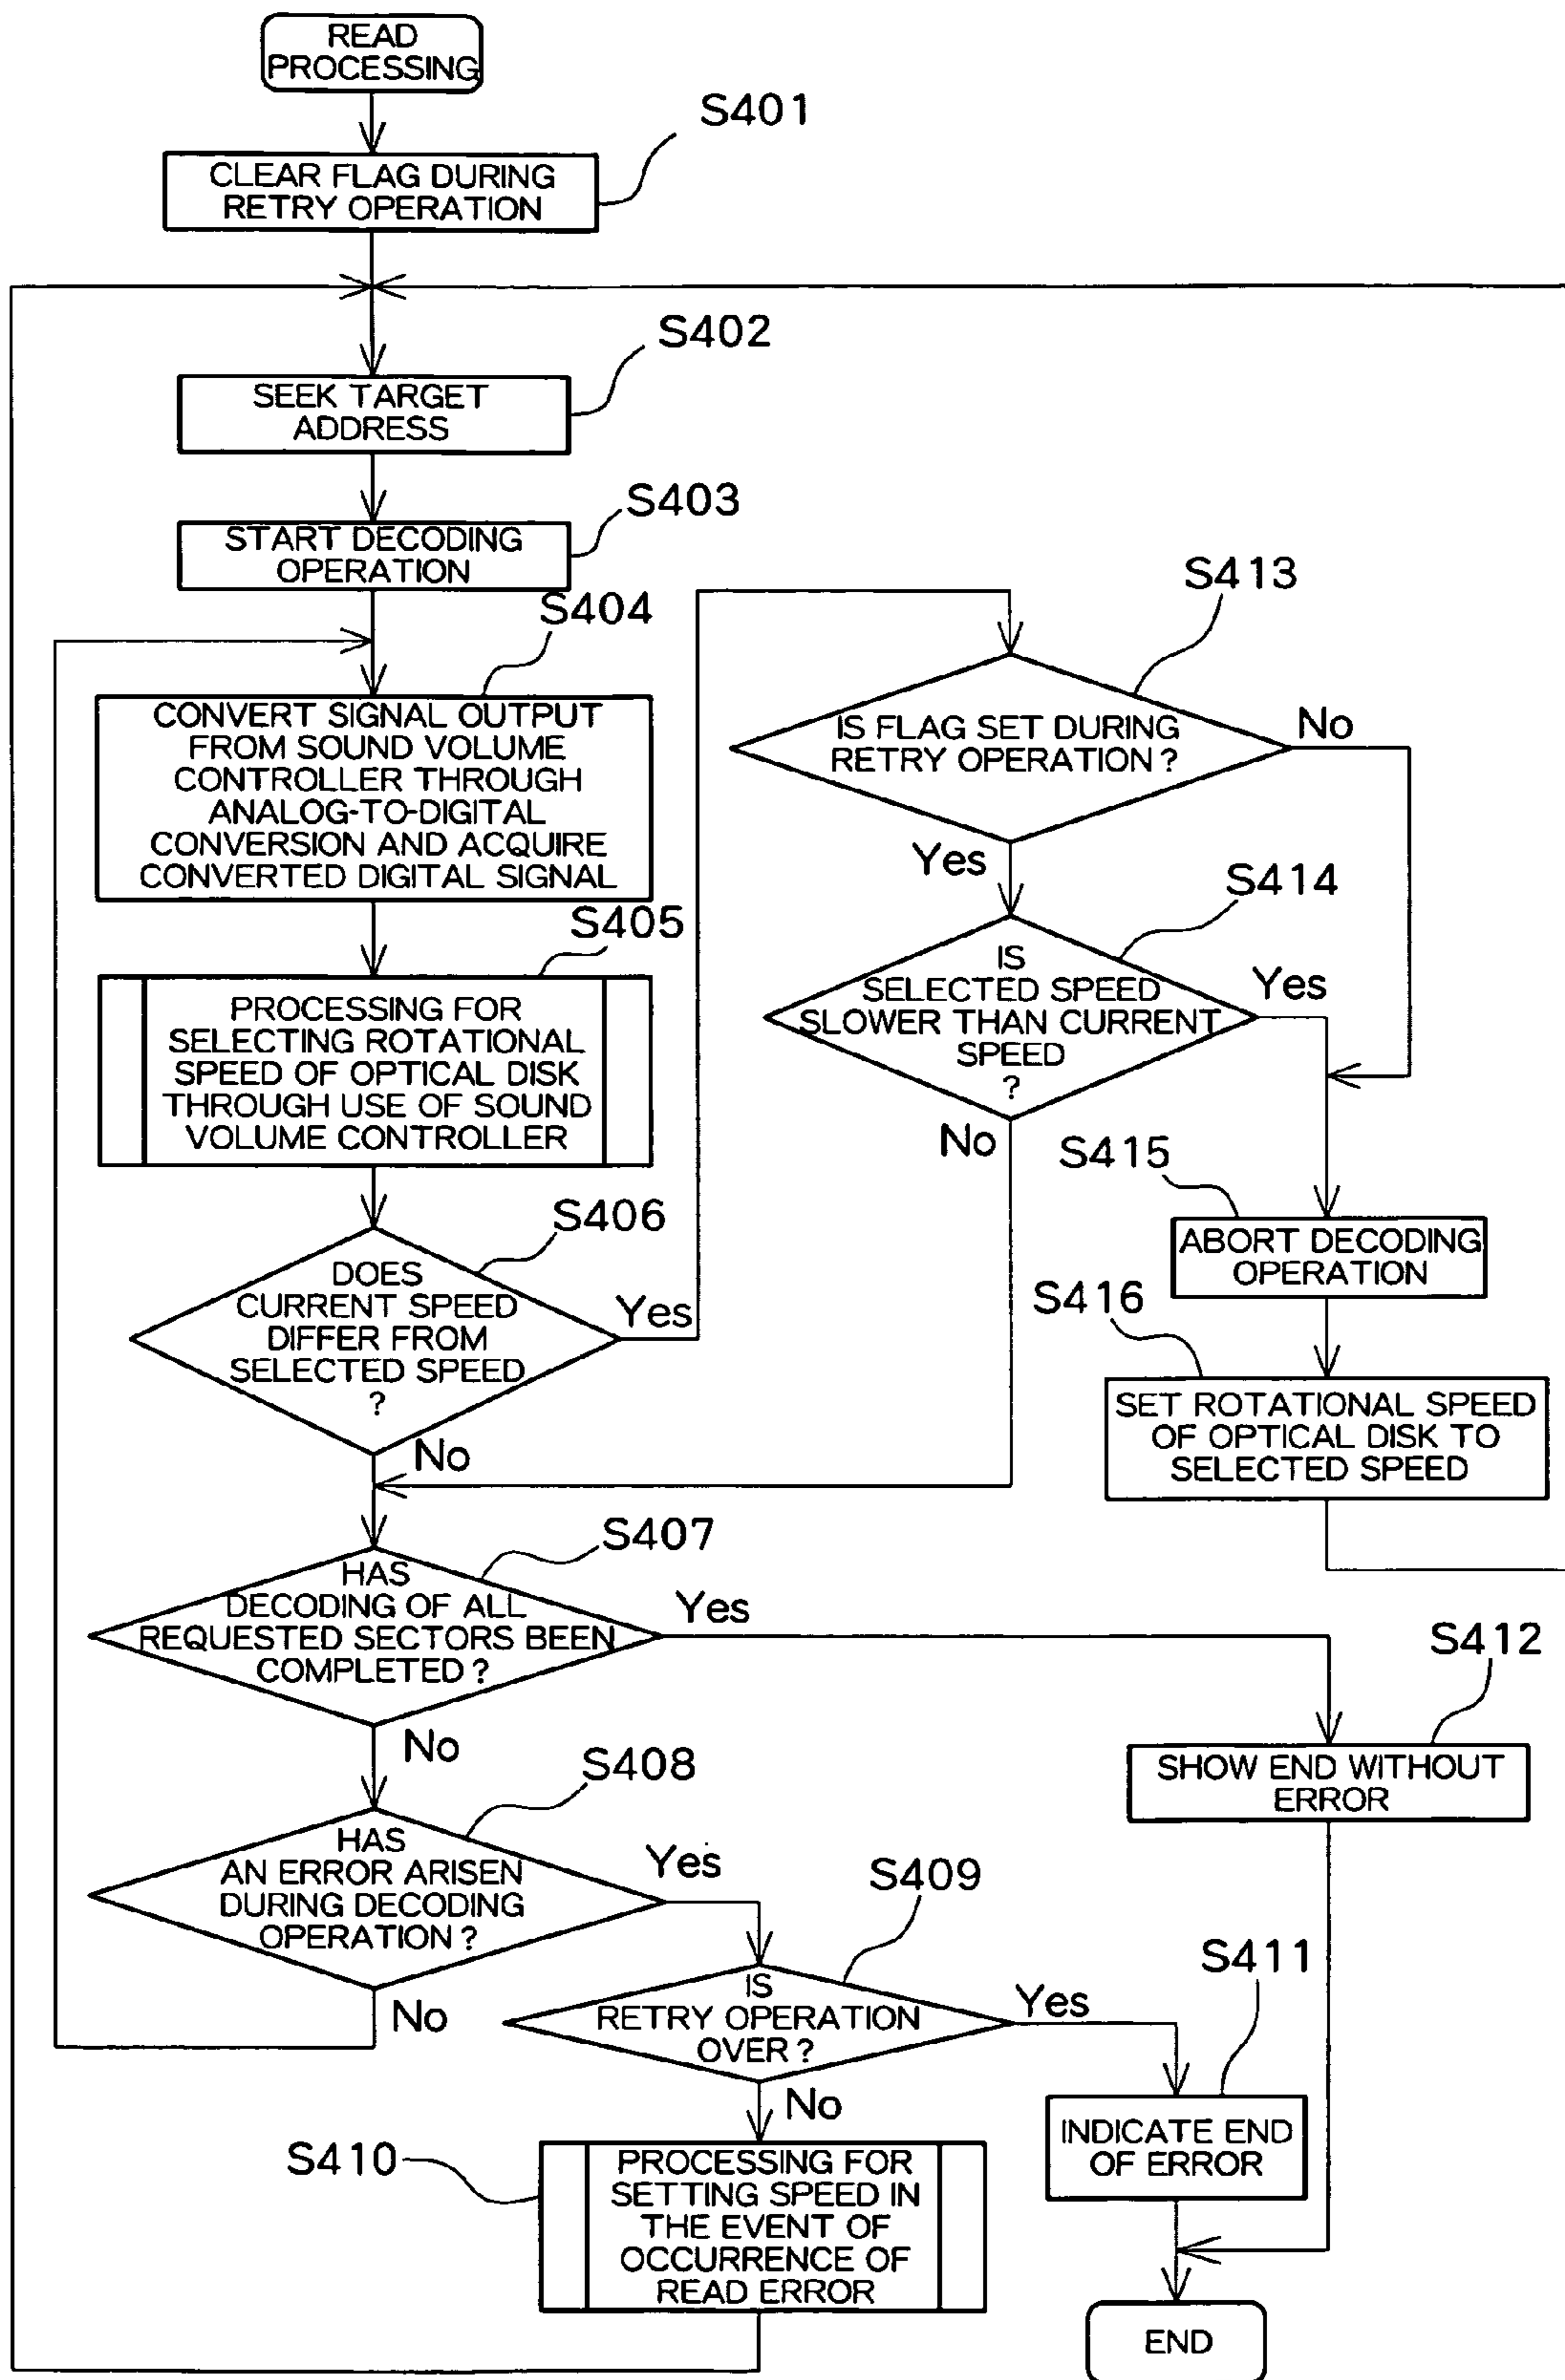 READ
PROCESSING
S401
CLEAR FLAG DURING
RETRY OPERATION
S402
SEEK TARGET
ADDRESS
S403
START DECODING
OPERATION
S404
CONVERT SIGNAL OUTPUT
FROM SOUND VOLUME
CONTROLLER THROUGH
ANALOG-TO-DIGITAL
CONVERSION AND ACQUIRE
CONVERTED DIGITAL SIGNAL
S405
PROCESSING FOR
SELECTING ROTATIONAL
SPEED OF OPTICAL DISK
THROUGH USE OF SOUND
VOLUME CONTROLLER
S406
DOES
CURRENT SPEED
DIFFER FROM
SELECTED SPEED
?
Yes
No
S413
IS FLAG SET DURING
RETRY OPERATION ?
No
Yes
S414
IS
SELECTED SPEED
SLOWER THAN CURRENT
SPEED
?
Yes
No
S415
ABORT DECODING
OPERATION
S416
SET ROTATIONAL SPEED
OF OPTICAL DISK TO
SELECTED SPEED
S407
HAS
DECODING OF ALL
REQUESTED SECTORS BEEN
COMPLETED ?
Yes
No
S412
SHOW END WITHOUT
ERROR
S408
HAS
AN ERROR ARISEN
DURING DECODING
OPERATION ?
Yes
No
S409
IS
RETRY OPERATION
OVER ?
Yes
No
S411
INDICATE END
OF ERROR
S410
PROCESSING FOR
SETTING SPEED IN
THE EVENT OF
OCCURRENCE OF
READ ERROR
END